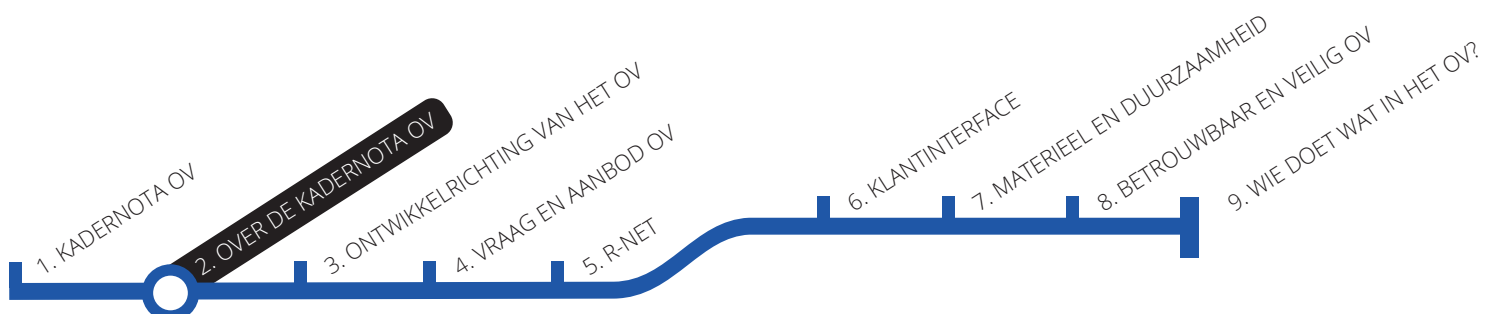 1. KADERNOTA OV
2. OVER DE KADERNOTA OV
3. ONTWIKKELRICHTING VAN HET OV
4. VRAAG EN AANBOD OV
5. R-NET
6. KLANTINTERFACE
7. MATERIEEL EN DUURZAAMHEID
8. BETROUWBAAR EN VEILIG OV
9. WIE DOET WAT IN HET OV?